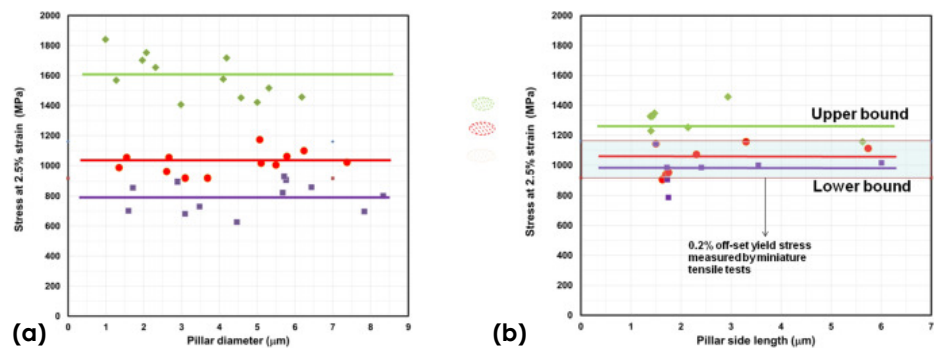 (a)
2000
1800
1600
1400
1200
1000
800
600
400
200
0
Stress at 2.5% strain (MPa)
0 1 2 3 4 5 6 7 8 9
Pillar diameter (μm)
(b)
2000
1800
1600
1400
1200
1000
800
600
400
200
0
Stress at 2.5% strain (MPa)
Upper bound
Lower bound
0.2% off-set yield stress
measured by miniature
tensile tests
0 1 2 3 4 5 6 7
Pillar side length (μm)